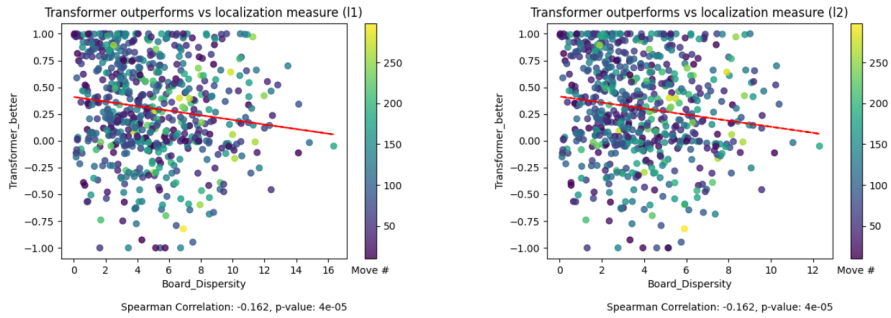 Transformer outperforms vs localization measure (l1)
1.00
0.75
0.50
0.25
0.00
−0.25
−0.50
−0.75
−1.00
Transformer_better
0 2 4 6 8 10 12 14 16
Board_Dispersity
250
200
150
100
50
Move #
Spearman Correlation: -0.162, p-value: 4e-05
Transformer outperforms vs localization measure (l2)
1.00
0.75
0.50
0.25
0.00
−0.25
−0.50
−0.75
−1.00
Transformer_better
0 2 4 6 8 10 12
Board_Dispersity
250
200
150
100
50
Move #
Spearman Correlation: -0.162, p-value: 4e-05